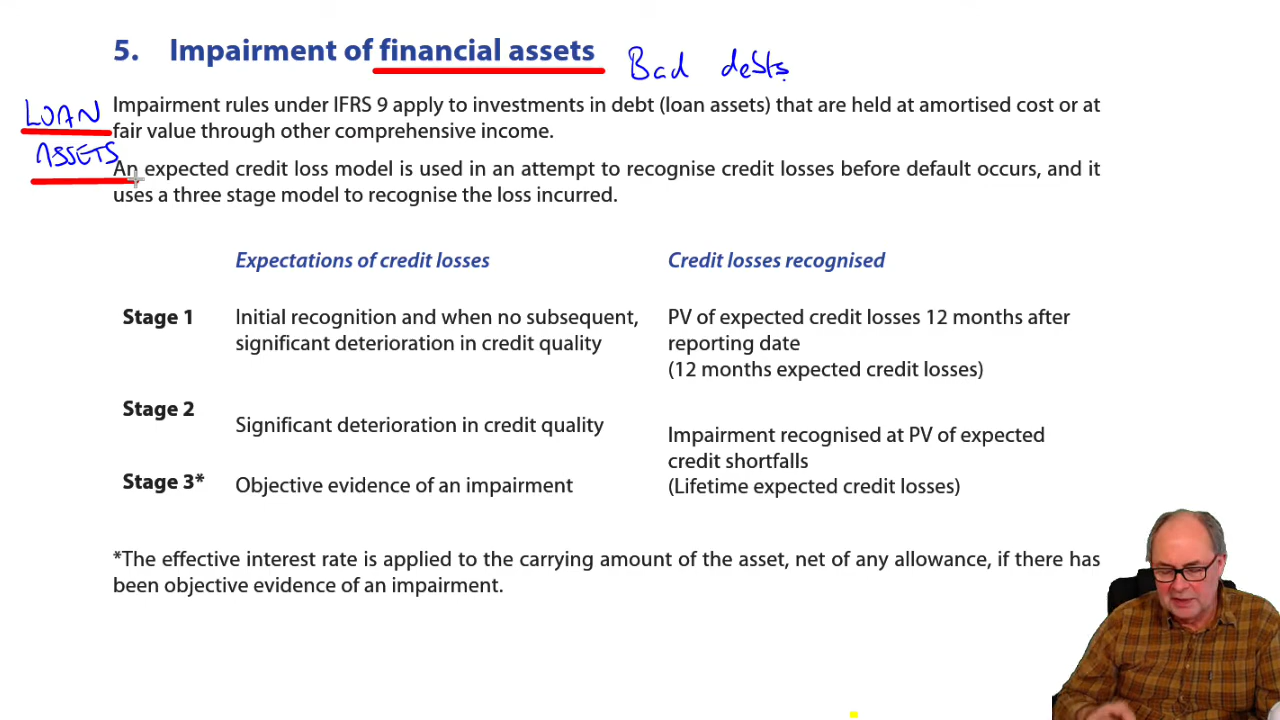 5. Impairment of financial assets Bad debts
LOAN
ASSETS
Impairment rules under IFRS 9 apply to investments in debt (loan assets) that are held at amortised cost or at
fair value through other comprehensive income.
An expected credit loss model is used in an attempt to recognise credit losses before default occurs, and it
uses a three stage model to recognise the loss incurred.
Expectations of credit losses Credit losses recognised
Stage 1 Initial recognition and when no subsequent, PV of expected credit losses 12 months after
significant deterioration in credit quality reporting date
(12 months expected credit losses)
Stage 2
Significant deterioration in credit quality
Impairment recognised at PV of expected
credit shortfalls
Stage 3* Objective evidence of an impairment (Lifetime expected credit losses)
*The effective interest rate is applied to the carrying amount of the asset, net of any allowance, if there has
been objective evidence of an impairment.